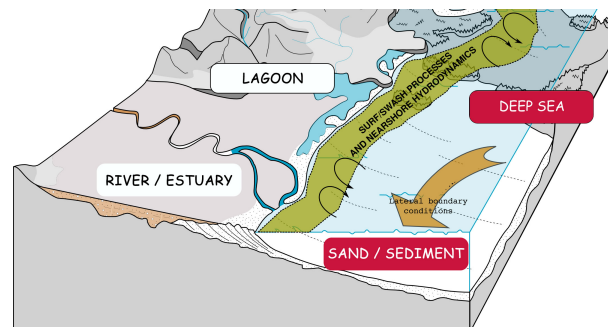 LAGOON
SURF/SWASH PROCESSES
AND NEARSHORE HYDRODYNAMICS
DEEP SEA
RIVER / ESTUARY
Lateral boundary
conditions
SAND / SEDIMENT